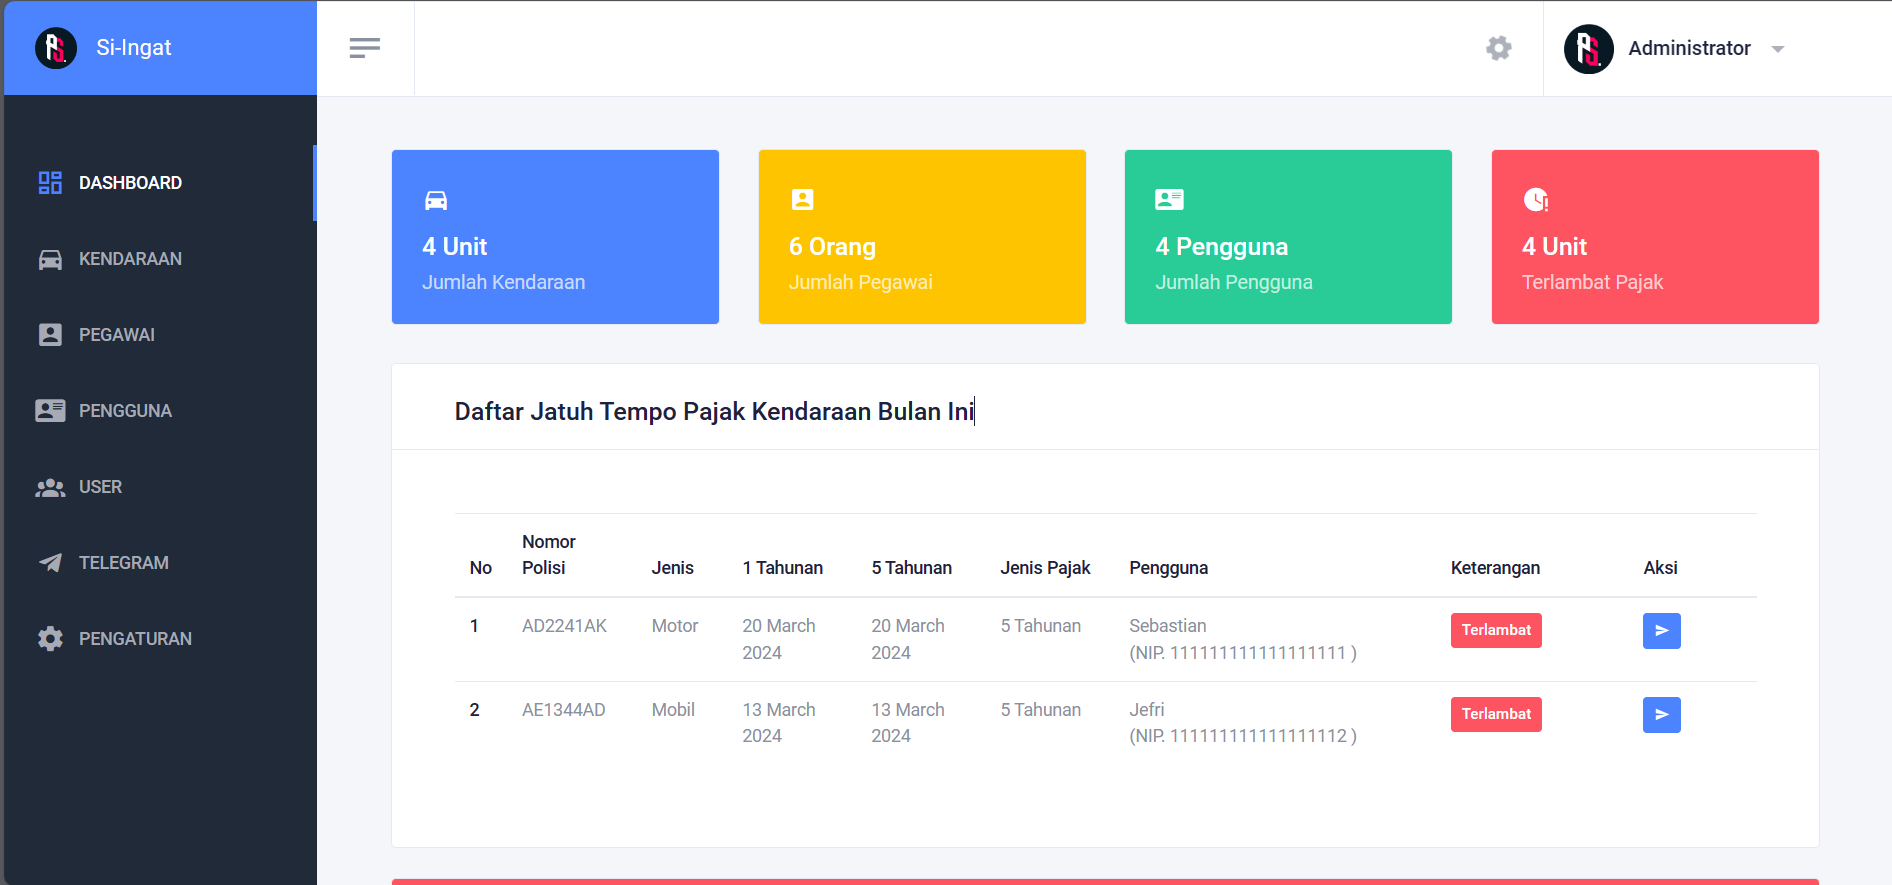 Si-Ingat
Administrator
DASHBOARD
KENDARAAN
PEGAWAI
PENGGUNA
USER
TELEGRAM
PENGATURAN
4 Unit
Jumlah Kendaraan
6 Orang
Jumlah Pegawai
4 Pengguna
Jumlah Pengguna
4 Unit
Terlambat Pajak
Daftar Jatuh Tempo Pajak Kendaraan Bulan Ini
No Nomor Polisi Jenis 1 Tahunan 5 Tahunan Jenis Pajak Pengguna Keterangan Aksi
1 AD2241AK Motor 20 March 2024 20 March 2024 5 Tahunan Sebastian (NIP. 111111111111111111 ) Terlambat
2 AE1344AD Mobil 13 March 2024 13 March 2024 5 Tahunan Jefri (NIP. 111111111111111112 ) Terlambat